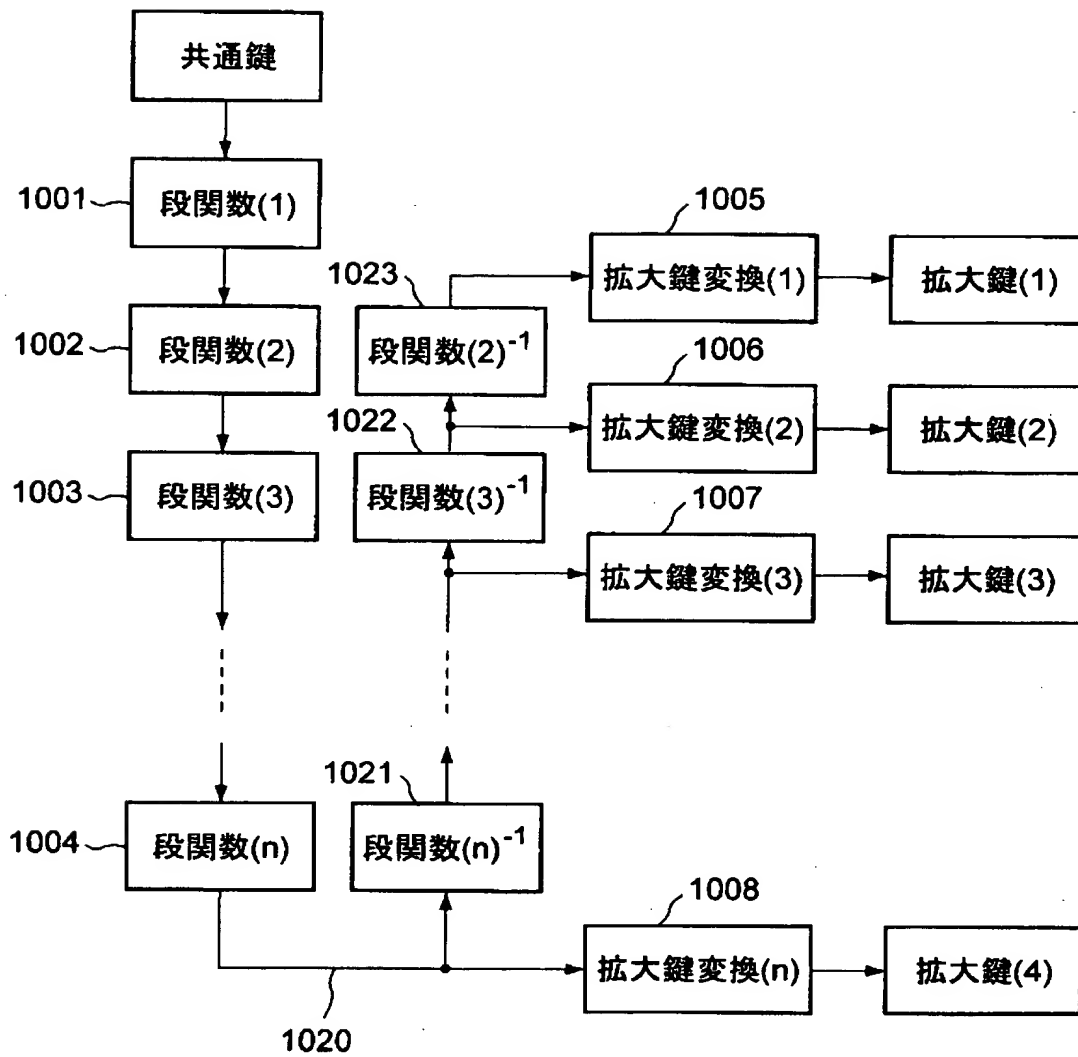 共通鍵
1001
段関数(1)
1005
1023
拡大鍵変換(1)
拡大鍵(1)
1002
段関数(2)
段関数(2)⁻¹
1006
1022
拡大鍵変換(2)
拡大鍵(2)
1003
段関数(3)
段関数(3)⁻¹
1007
拡大鍵変換(3)
拡大鍵(3)
1021
1004
段関数(n)
段関数(n)⁻¹
1008
拡大鍵変換(n)
拡大鍵(4)
1020